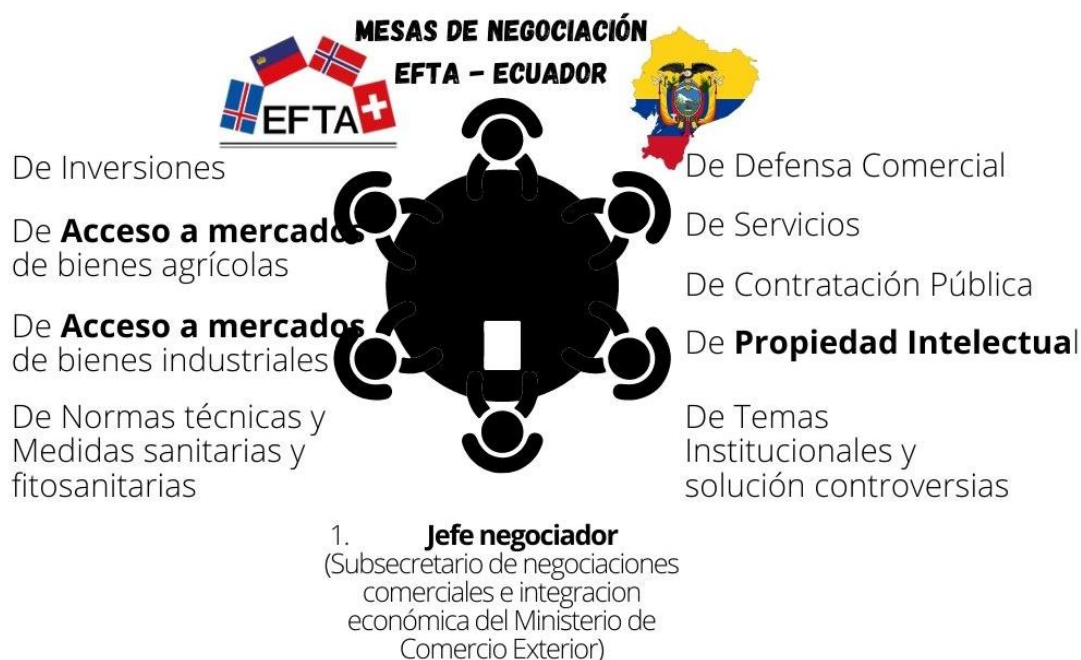 MESAS DE NEGOCIACIÓN
EFTA - ECUADOR
EFTA
De Inversiones
De Acceso a mercados
de bienes agrícolas
De Acceso a mercados
de bienes industriales
De Normas técnicas y
Medidas sanitarias y
fitosanitarias
De Defensa Comercial
De Servicios
De Contratación Pública
De Propiedad Intelectual
De Temas
Institucionales y
solución controversias
1. Jefe negociador
(Subsecretario de negociaciones
comerciales e integracion
económica del Ministerio de
Comercio Exterior)